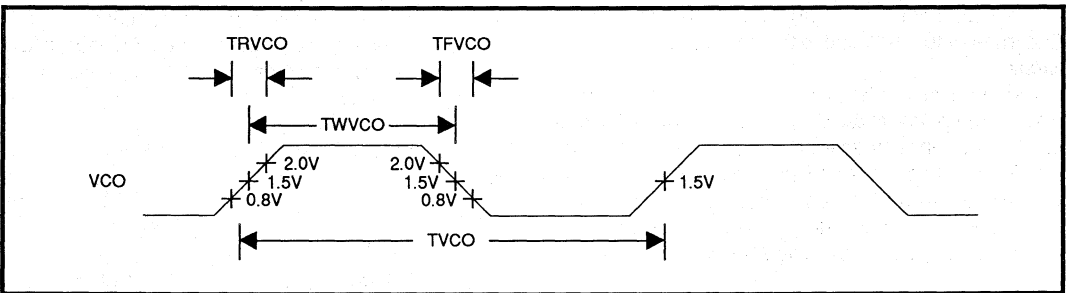 TRVCO TFVCO
TWVCO
2.0V 2.0V
VCO 1.5V 1.5V 1.5V
0.8V 0.8V
TVCO